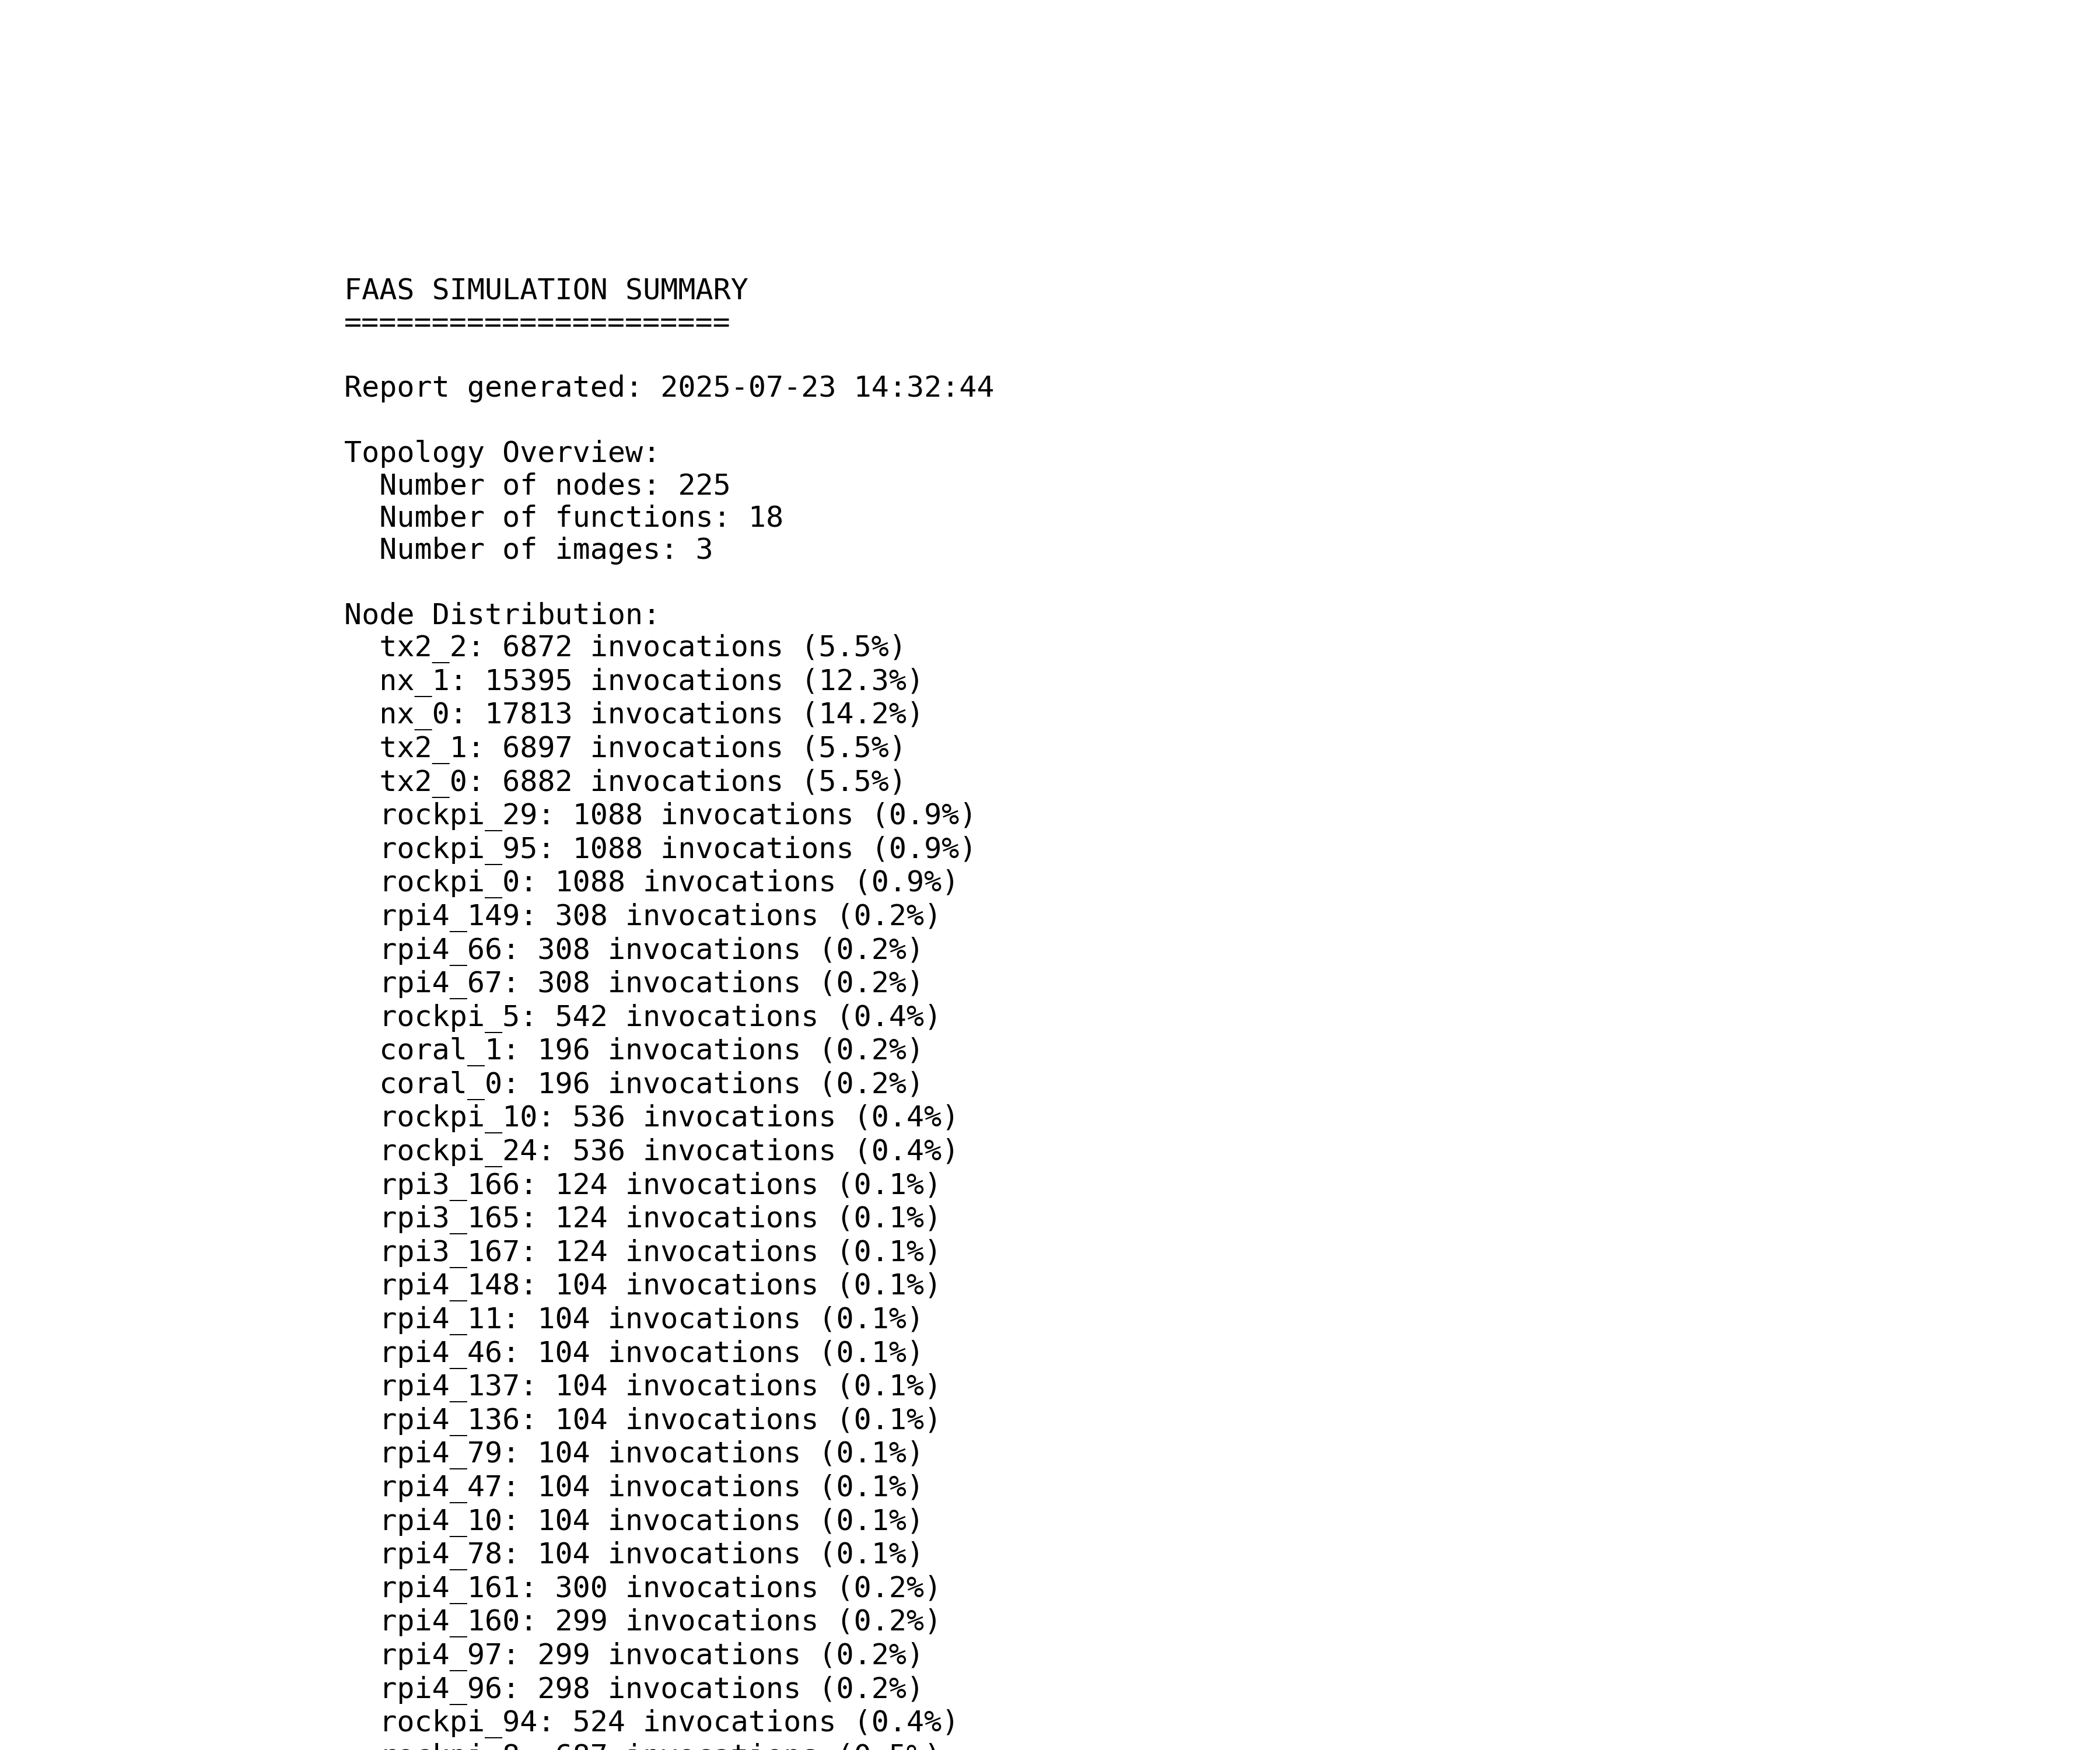 FAAS SIMULATION SUMMARY
======================
Report generated: 2025-07-23 14:32:44
Topology Overview:
Number of nodes: 225
Number of functions: 18
Number of images: 3
Node Distribution:
tx2_2: 6872 invocations (5.5%)
nx_1: 15395 invocations (12.3%)
nx_0: 17813 invocations (14.2%)
tx2_1: 6897 invocations (5.5%)
tx2_0: 6882 invocations (5.5%)
rockpi_29: 1088 invocations (0.9%)
rockpi_95: 1088 invocations (0.9%)
rockpi_0: 1088 invocations (0.9%)
rpi4_149: 308 invocations (0.2%)
rpi4_66: 308 invocations (0.2%)
rpi4_67: 308 invocations (0.2%)
rockpi_5: 542 invocations (0.4%)
coral_1: 196 invocations (0.2%)
coral_0: 196 invocations (0.2%)
rockpi_10: 536 invocations (0.4%)
rockpi_24: 536 invocations (0.4%)
rpi3_166: 124 invocations (0.1%)
rpi3_165: 124 invocations (0.1%)
rpi3_167: 124 invocations (0.1%)
rpi4_148: 104 invocations (0.1%)
rpi4_11: 104 invocations (0.1%)
rpi4_46: 104 invocations (0.1%)
rpi4_137: 104 invocations (0.1%)
rpi4_136: 104 invocations (0.1%)
rpi4_79: 104 invocations (0.1%)
rpi4_47: 104 invocations (0.1%)
rpi4_10: 104 invocations (0.1%)
rpi4_78: 104 invocations (0.1%)
rpi4_161: 300 invocations (0.2%)
rpi4_160: 299 invocations (0.2%)
rpi4_97: 299 invocations (0.2%)
rpi4_96: 298 invocations (0.2%)
rockpi_94: 524 invocations (0.4%)